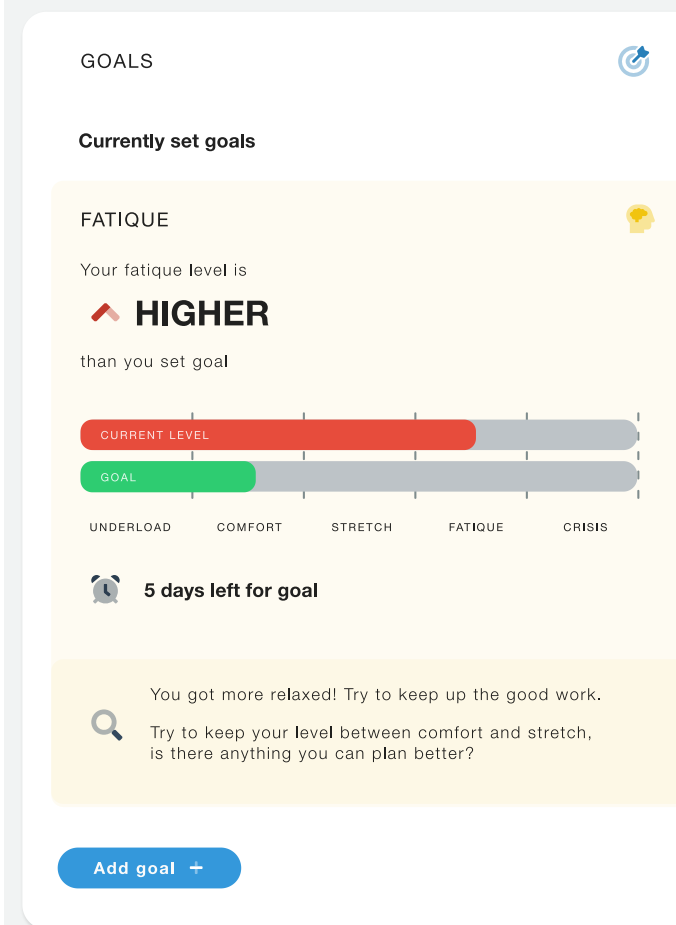 GOALS
Currently set goals
FATIQUE
Your fatique level is
HIGHER
than you set goal
CURRENT LEVEL
GOAL
UNDERLOAD COMFORT STRETCH FATIQUE CRISIS
5 days left for goal
You got more relaxed! Try to keep up the good work.
Try to keep your level between comfort and stretch,
is there anything you can plan better?
Add goal +